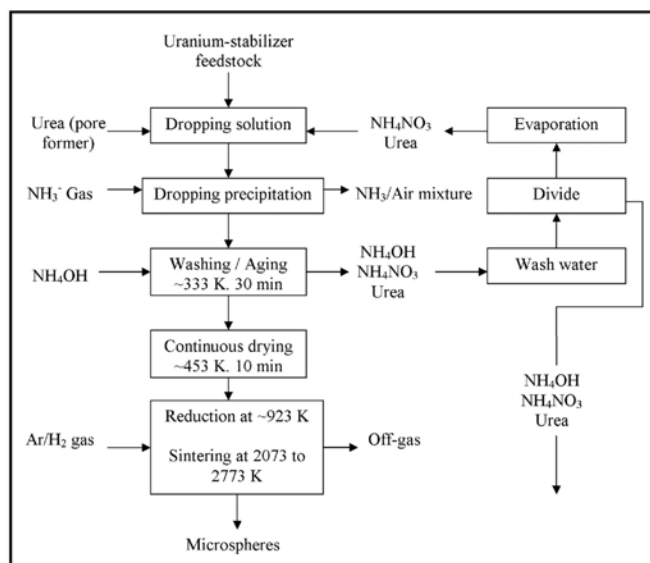 Uranium-stabilizer
feedstock
Urea (pore
former)
Dropping solution
NH₄NO₃
Urea
Evaporation
NH₃⁻ Gas
Dropping precipitation
NH₃/Air mixture
Divide
NH₄OH
Washing / Aging
~333 K. 30 min
NH₄OH
NH₄NO₃
Urea
Wash water
Continuous drying
~453 K. 10 min
NH₄OH
NH₄NO₃
Urea
Ar/H₂ gas
Reduction at ~923 K
Sintering at 2073 to
2773 K
Off-gas
Microspheres